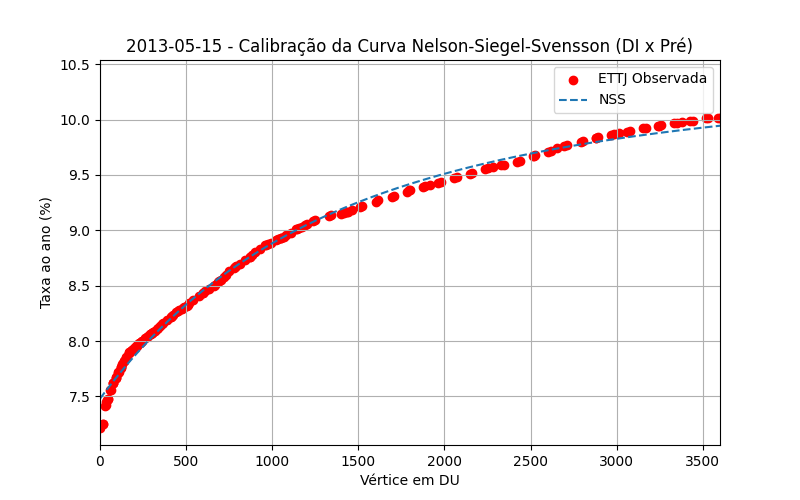 2013-05-15 - Calibração da Curva Nelson-Siegel-Svensson (DI x Pré)
ETTJ Observada
NSS
Taxa ao ano (%)
10.5
10.0
9.5
9.0
8.5
8.0
7.5
0 500 1000 1500 2000 2500 3000 3500
Vértice em DU